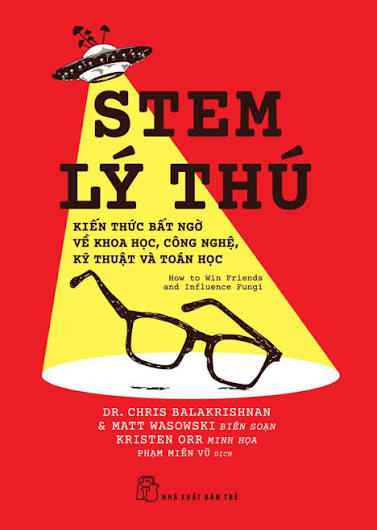 STEM
LÝ THÚ
KIẾN THỨC BẤT NGỜ
VỀ KHOA HỌC, CÔNG NGHỆ,
KỸ THUẬT VÀ TOÁN HỌC
How to Win Friends
and Influence Fungi
DR. CHRIS BALAKRISHNAN
& MATT WASOWSKI BIÊN SOẠN
KRISTEN ORR MINH HỌA
PHẠM MIÊN VŨ DỊCH
NHÀ XUẤT BẢN TRẺ